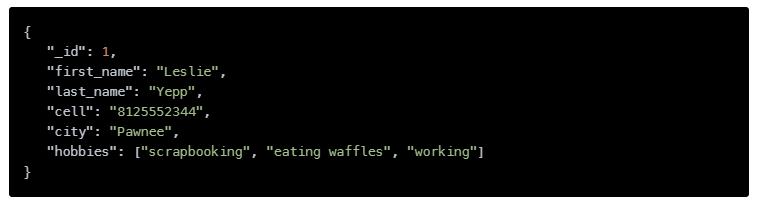 {
"_id": 1,
"first_name": "Leslie",
"last_name": "Yepp",
"cell": "8125552344",
"city": "Pawnee",
"hobbies": ["scrapbooking", "eating waffles", "working"]
}